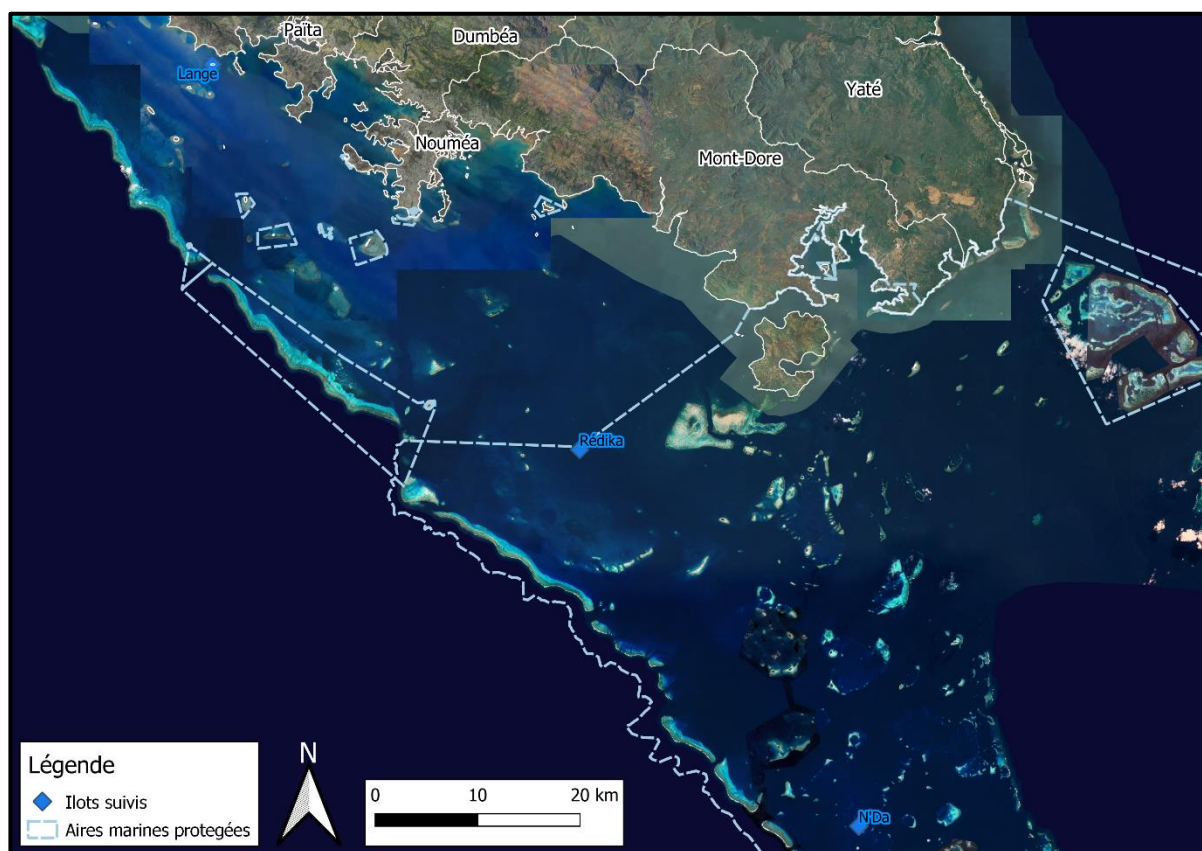 Païta
Dumbéa
Lange
Yaté
Nouméa
Mont-Dore
Rédika
N'Da
Légende
Ilots suivis
Aires marines protegées
N
0 10 20 km